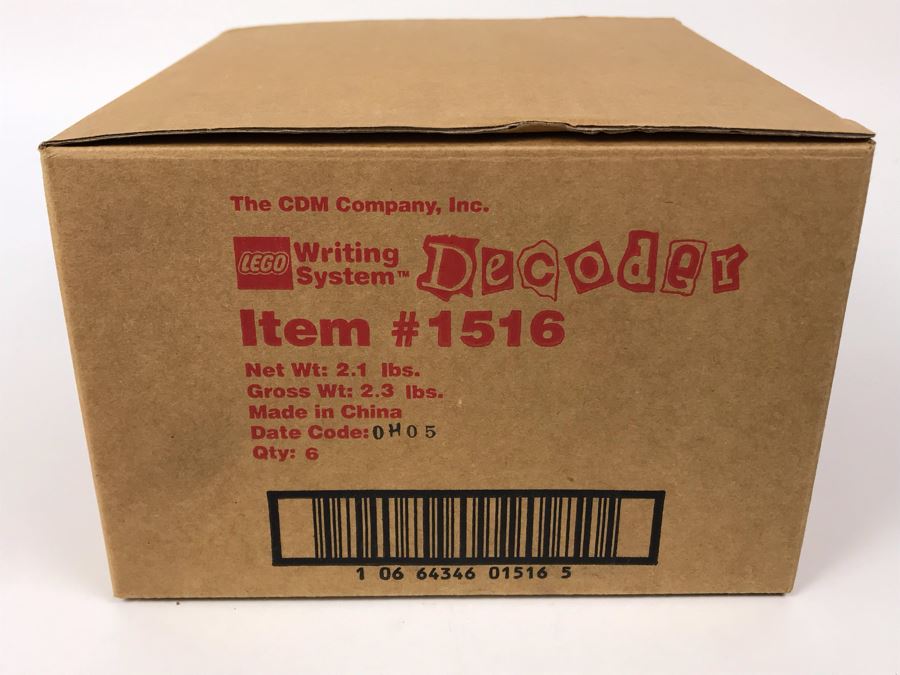 The CDM Company, Inc.
LEGO Writing System™ Decoder
Item #1516
Net Wt: 2.1 lbs.
Gross Wt: 2.3 lbs.
Made in China
Date Code: 0H05
Qty: 6
1 06 64346 01516 5